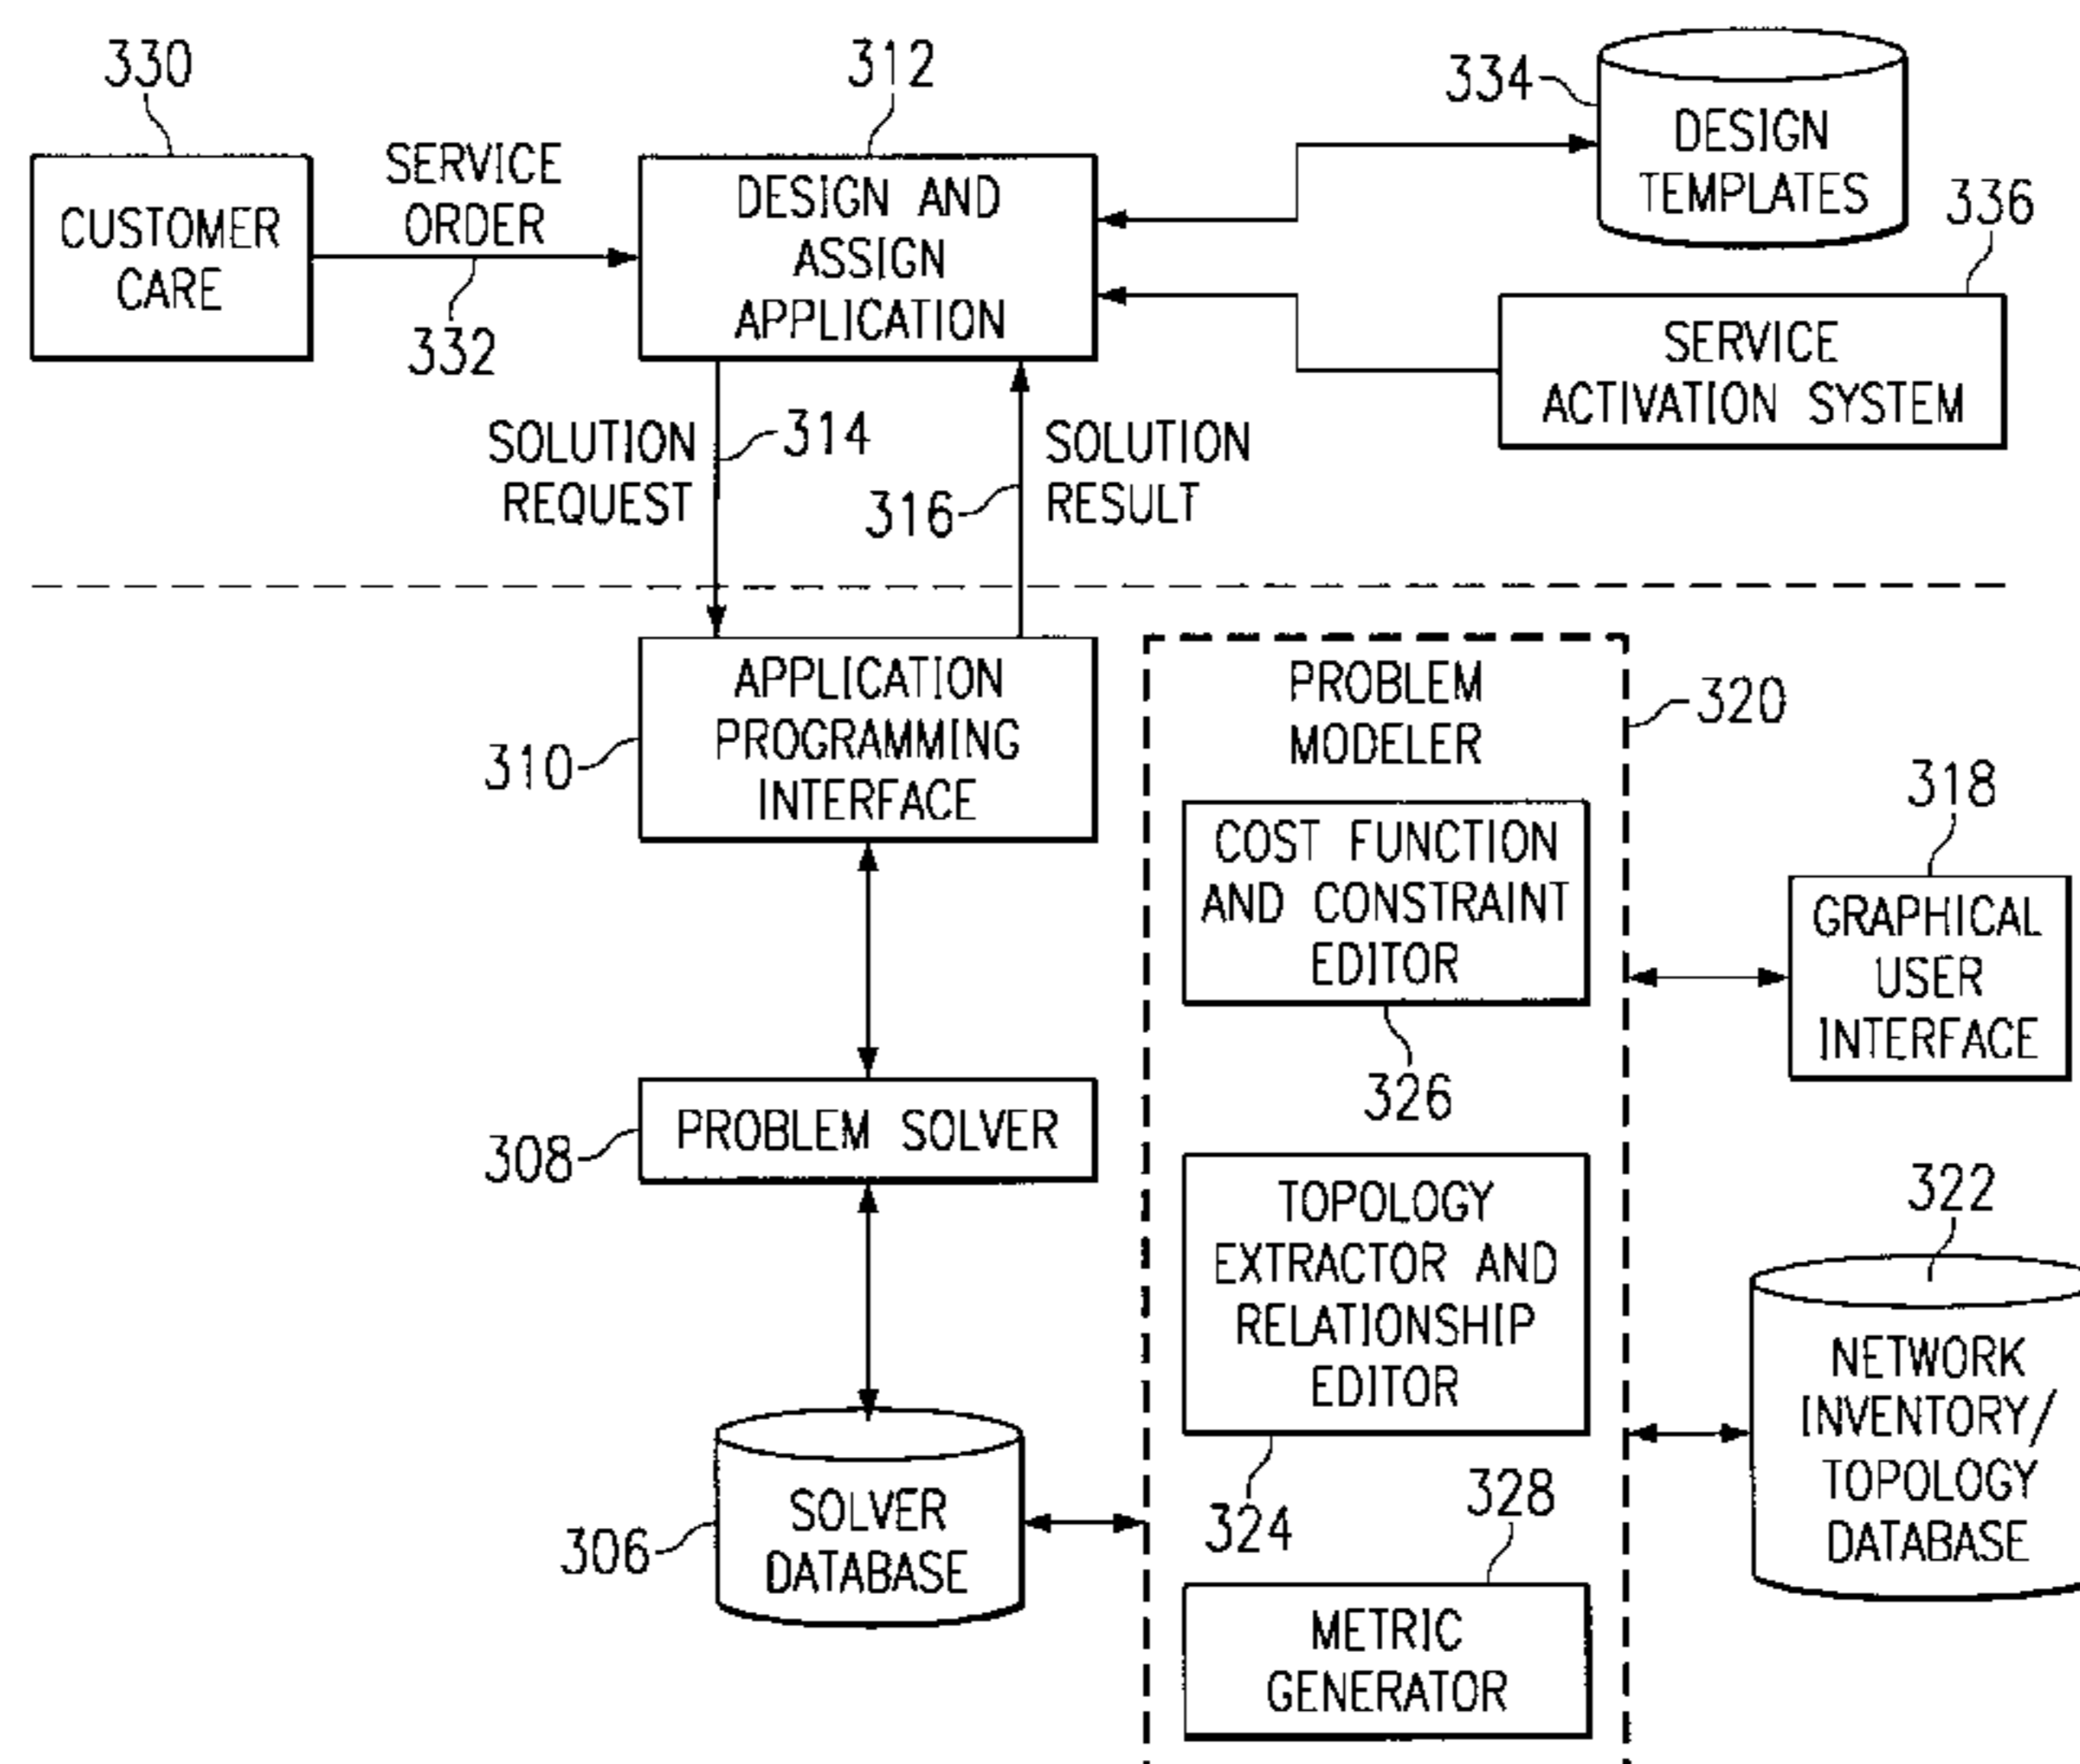 330
CUSTOMER
CARE
SERVICE
ORDER
332
312
DESIGN AND
ASSIGN
APPLICATION
334
DESIGN
TEMPLATES
336
SERVICE
ACTIVATION SYSTEM
SOLUTION
REQUEST
314
316
SOLUTION
RESULT
APPLICATION
PROGRAMMING
INTERFACE
310
PROBLEM
MODELER
320
COST FUNCTION
AND CONSTRAINT
EDITOR
326
318
GRAPHICAL
USER
INTERFACE
PROBLEM SOLVER
308
TOPOLOGY
EXTRACTOR AND
RELATIONSHIP
EDITOR
324
322
NETWORK
INVENTORY/
TOPOLOGY
DATABASE
SOLVER
DATABASE
306
328
METRIC
GENERATOR